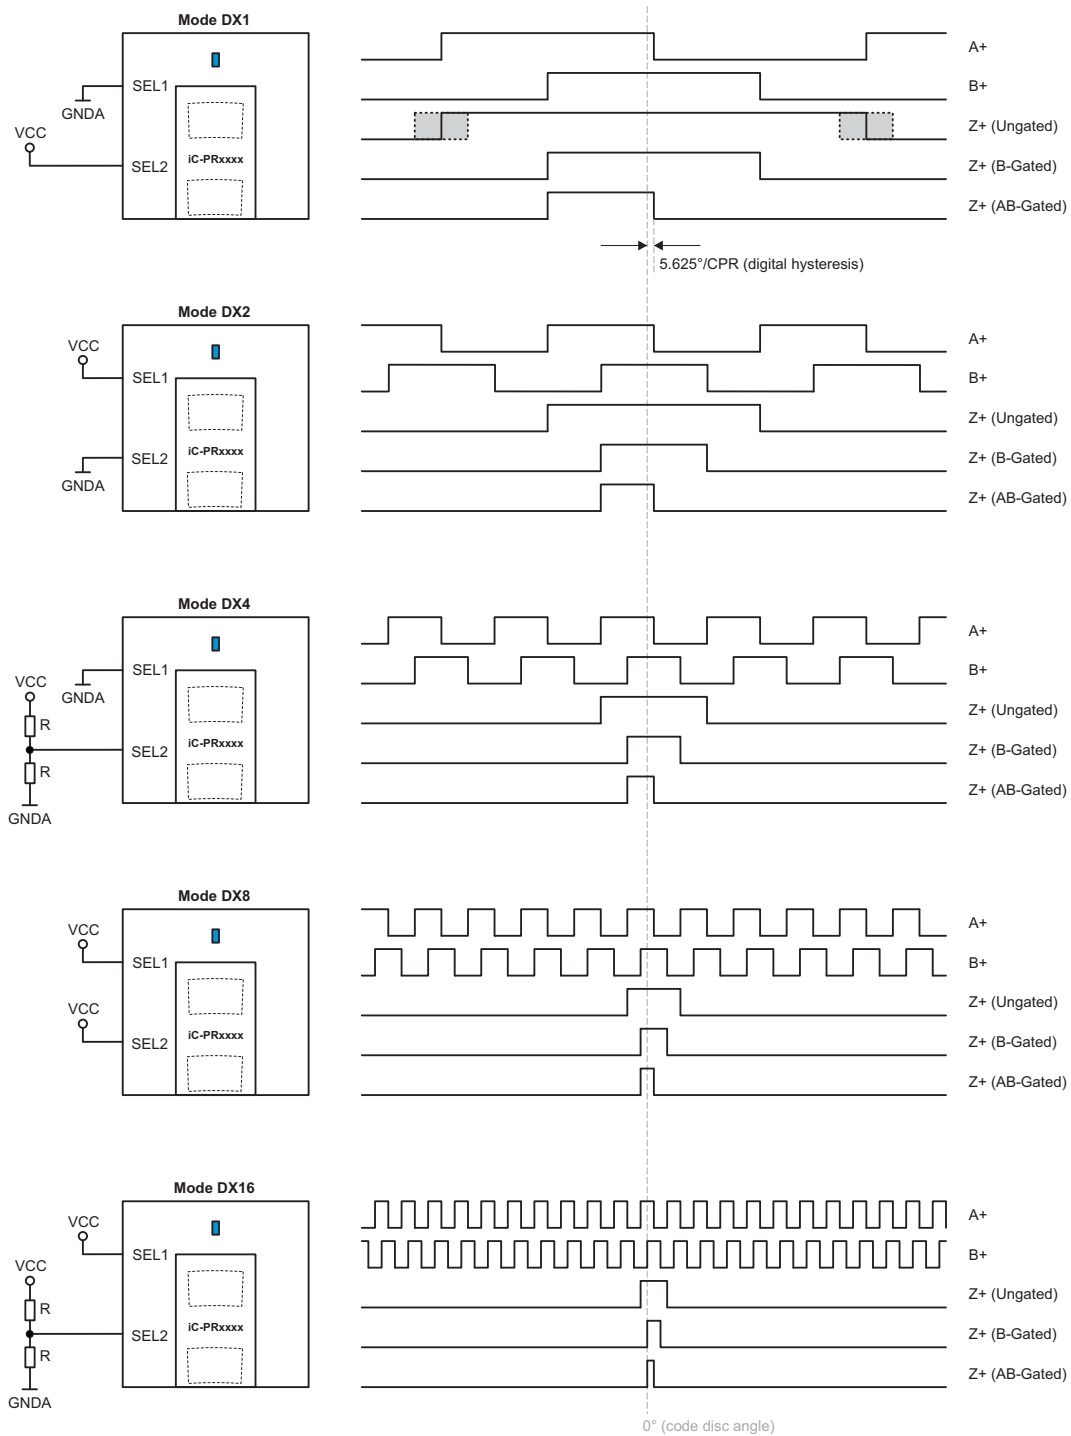 Mode DX1
SEL1
GNDA
VCC
SEL2
iC-PRxxxx
A+
B+
Z+ (Ungated)
Z+ (B-Gated)
Z+ (AB-Gated)
5.625°/CPR (digital hysteresis)
Mode DX2
VCC
SEL1
SEL2
GNDA
iC-PRxxxx
A+
B+
Z+ (Ungated)
Z+ (B-Gated)
Z+ (AB-Gated)
Mode DX4
SEL1
GNDA
VCC
R
SEL2
R
GNDA
iC-PRxxxx
A+
B+
Z+ (Ungated)
Z+ (B-Gated)
Z+ (AB-Gated)
Mode DX8
VCC
SEL1
VCC
SEL2
iC-PRxxxx
A+
B+
Z+ (Ungated)
Z+ (B-Gated)
Z+ (AB-Gated)
Mode DX16
VCC
SEL1
VCC
R
SEL2
R
GNDA
iC-PRxxxx
A+
B+
Z+ (Ungated)
Z+ (B-Gated)
Z+ (AB-Gated)
0° (code disc angle)